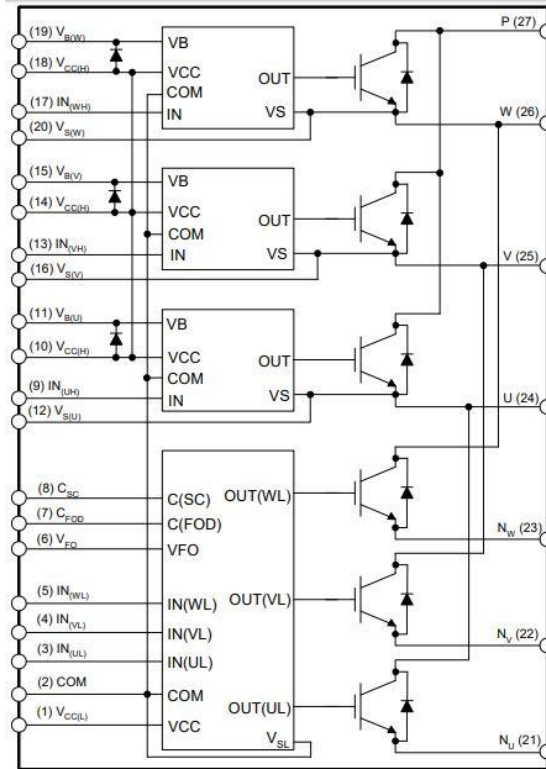 (19) VB(W)
(18) VCC(H)
(17) IN(WH)
(20) VS(W)
VB
VCC
COM
IN
OUT
VS
P (27)
W (26)
(15) VB(V)
(14) VCC(H)
(13) IN(VH)
(16) VS(V)
VB
VCC
COM
IN
OUT
VS
V (25)
(11) VB(U)
(10) VCC(H)
(9) IN(UH)
(12) VS(U)
VB
VCC
COM
IN
OUT
VS
U (24)
(8) CSC
(7) CFOD
(6) VFO
(5) IN(WL)
(4) IN(VL)
(3) IN(UL)
(2) COM
(1) VCC(L)
C(SC)
C(FOD)
VFO
IN(WL)
IN(VL)
IN(UL)
COM
VCC
OUT(WL)
OUT(VL)
OUT(UL)
VSL
NW (23)
NV (22)
NU (21)